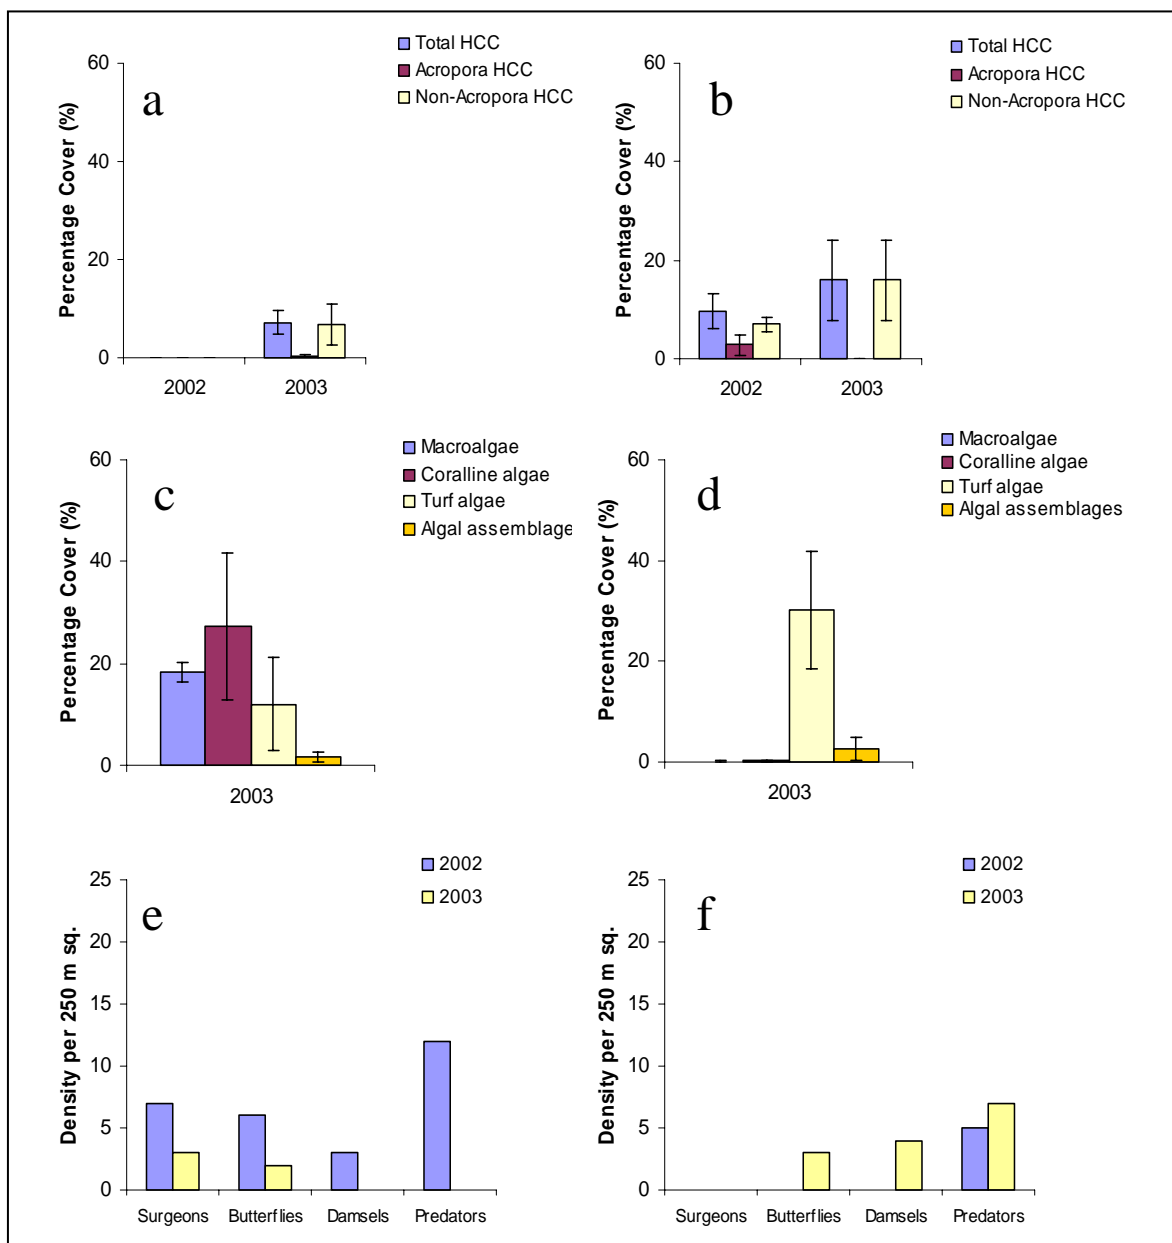 a
Percentage Cover (%)
60
40
20
0
2002
2003
Total HCC
Acropora HCC
Non-Acropora HCC
b
Percentage Cover (%)
60
40
20
0
2002
2003
Total HCC
Acropora HCC
Non-Acropora HCC
c
Percentage Cover (%)
60
40
20
0
2003
Macroalgae
Coralline algae
Turf algae
Algal assemblage
d
Percentage Cover (%)
60
40
20
0
2003
Macroalgae
Coralline algae
Turf algae
Algal assemblages
e
Density per 250 m sq.
25
20
15
10
5
0
Surgeons
Butterflies
Damsels
Predators
2002
2003
f
Density per 250 m sq.
25
20
15
10
5
0
Surgeons
Butterflies
Damsels
Predators
2002
2003